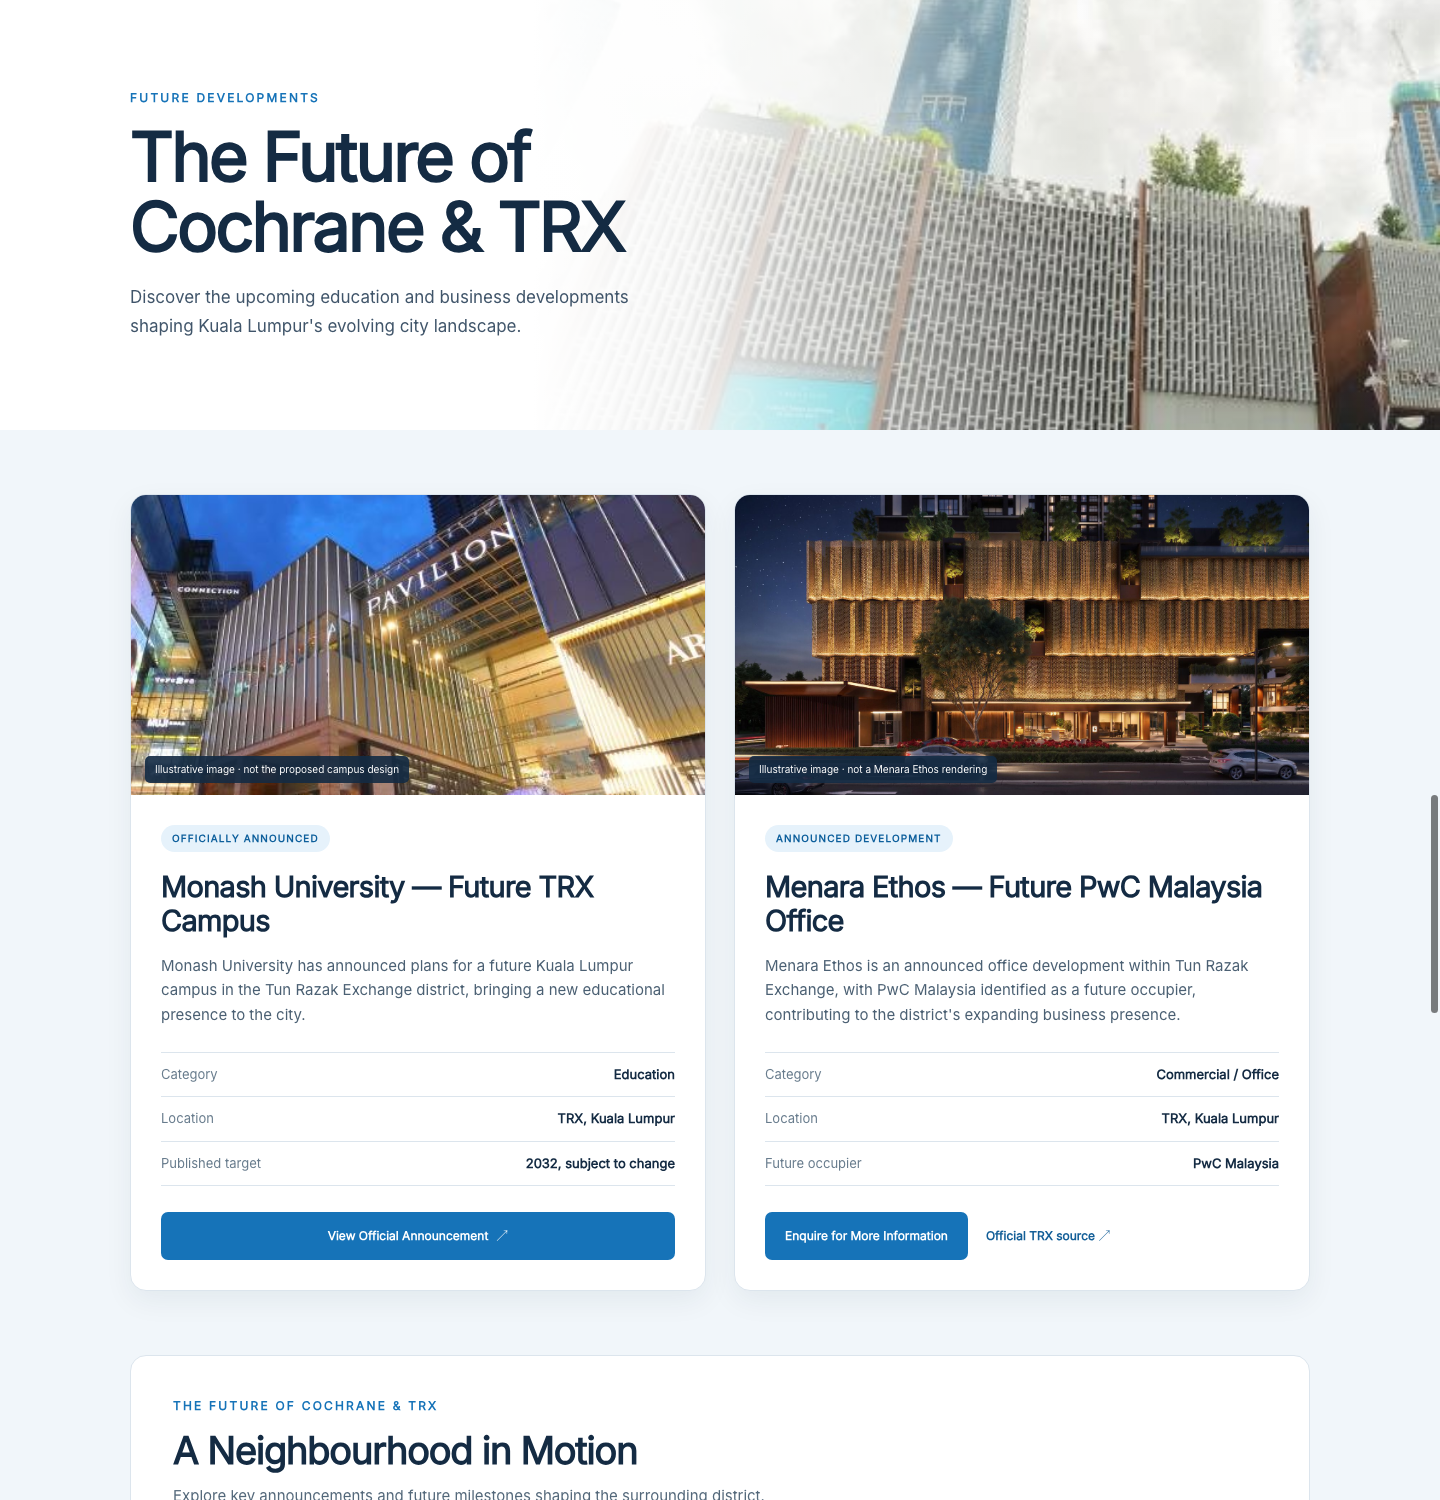 FUTURE DEVELOPMENTS
The Future of
Cochrane & TRX
Discover the upcoming education and business developments
shaping Kuala Lumpur's evolving city landscape.
CONNECTION
PAVILION
MUJI
Illustrative image · not the proposed campus design
Illustrative image · not a Menara Ethos rendering
OFFICIALLY ANNOUNCED
Monash University — Future TRX
Campus
Monash University has announced plans for a future Kuala Lumpur
campus in the Tun Razak Exchange district, bringing a new educational
presence to the city.
Category Education
Location TRX, Kuala Lumpur
Published target 2032, subject to change
View Official Announcement ↗
ANNOUNCED DEVELOPMENT
Menara Ethos — Future PwC Malaysia
Office
Menara Ethos is an announced office development within Tun Razak
Exchange, with PwC Malaysia identified as a future occupier,
contributing to the district's expanding business presence.
Category Commercial / Office
Location TRX, Kuala Lumpur
Future occupier PwC Malaysia
Enquire for More Information Official TRX source ↗
THE FUTURE OF COCHRANE & TRX
A Neighbourhood in Motion
Explore key announcements and future milestones shaping the surrounding district.